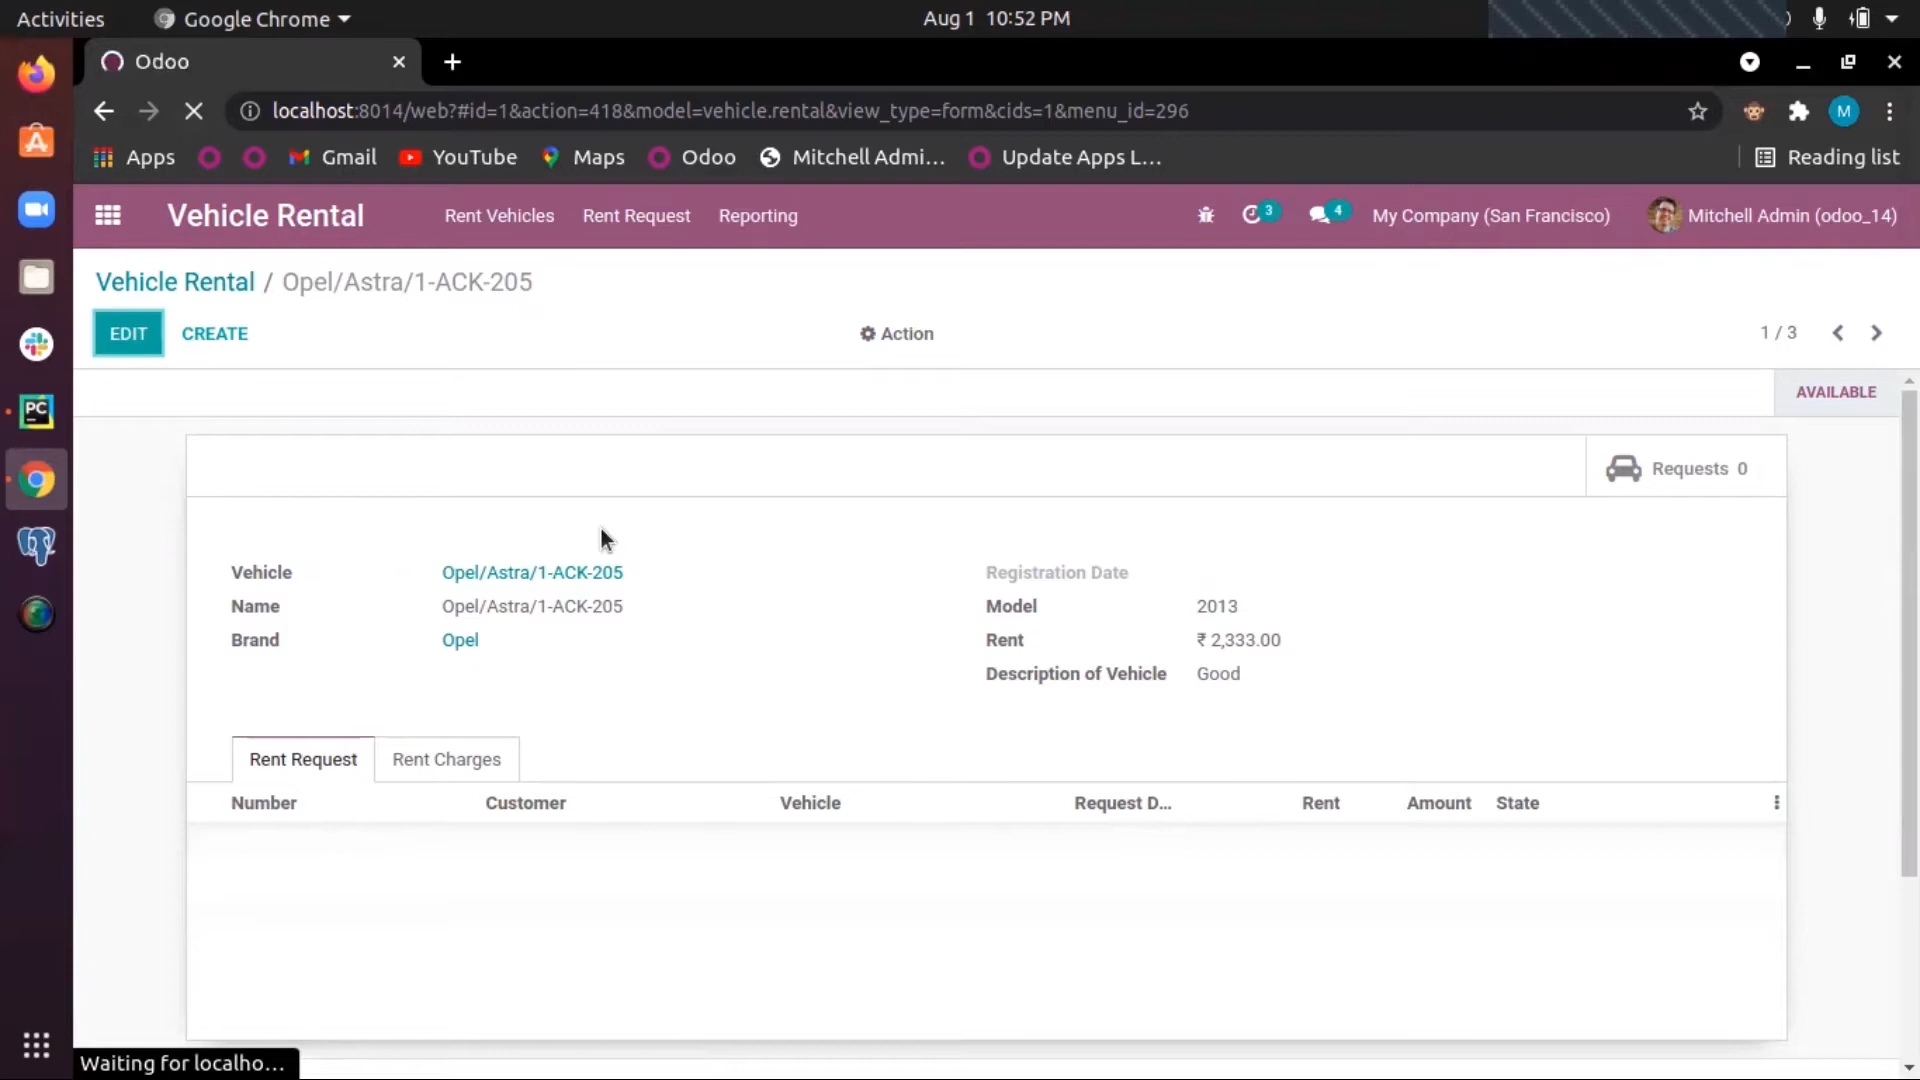 Activities Google Chrome Aug 1 10:52 PM
Odoo
localhost:8014/web?#id=1&action=418&model=vehicle.rental&view_type=form&cids=1&menu_id=296 M
Apps Gmail YouTube Maps Odoo Mitchell Admi... Update Apps L... Reading list
Vehicle Rental Rent Vehicles Rent Request Reporting 3 4 My Company (San Francisco) Mitchell Admin (odoo_14)
Vehicle Rental / Opel/Astra/1-ACK-205
EDIT CREATE Action 1 / 3
AVAILABLE
Requests 0
Vehicle Opel/Astra/1-ACK-205 Registration Date
Name Opel/Astra/1-ACK-205 Model 2013
Brand Opel Rent ₹ 2,333.00
Description of Vehicle Good
Rent Request Rent Charges
Number Customer Vehicle Request D... Rent Amount State
PC
Waiting for localho...